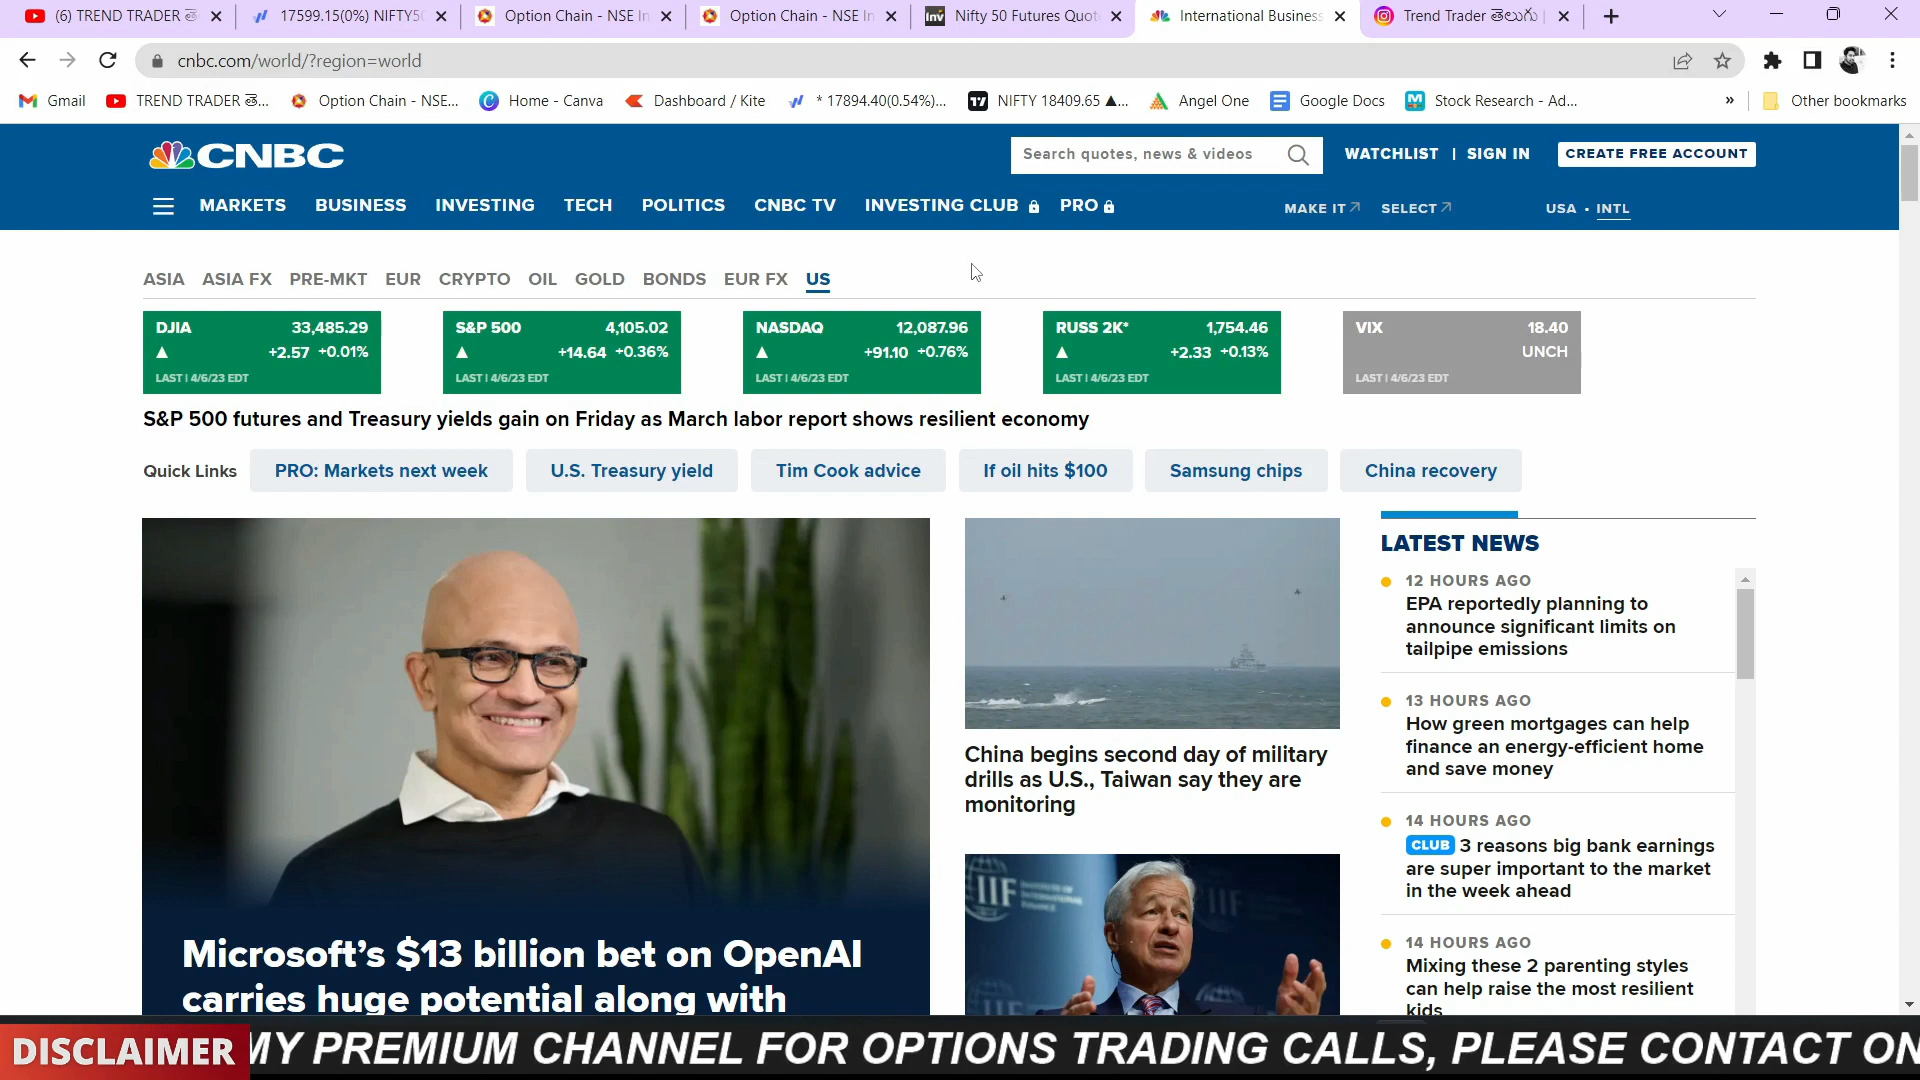 (6) TREND TRADER తె
17599.15(0%) NIFTY50
Option Chain - NSE In
Option Chain - NSE In
Inv Nifty 50 Futures Quot
International Business
Trend Trader తెలుగు |
cnbc.com/world/?region=world
Gmail
TREND TRADER తె...
Option Chain - NSE...
Home - Canva
Dashboard / Kite
* 17894.40(0.54%)...
NIFTY 18409.65 ▲...
Angel One
Google Docs
M Stock Research - Ad...
»
Other bookmarks
CNBC
Search quotes, news & videos
WATCHLIST | SIGN IN
CREATE FREE ACCOUNT
MARKETS BUSINESS INVESTING TECH POLITICS CNBC TV INVESTING CLUB PRO
MAKE IT SELECT USA • INTL
ASIA ASIA FX PRE-MKT EUR CRYPTO OIL GOLD BONDS EUR FX US
DJIA 33,485.29
▲ +2.57 +0.01%
LAST | 4/6/23 EDT
S&P 500 4,105.02
▲ +14.64 +0.36%
LAST | 4/6/23 EDT
NASDAQ 12,087.96
▲ +91.10 +0.76%
LAST | 4/6/23 EDT
RUSS 2K* 1,754.46
▲ +2.33 +0.13%
LAST | 4/6/23 EDT
VIX 18.40
UNCH
LAST | 4/6/23 EDT
S&P 500 futures and Treasury yields gain on Friday as March labor report shows resilient economy
Quick Links PRO: Markets next week U.S. Treasury yield Tim Cook advice If oil hits $100 Samsung chips China recovery
Microsoft’s $13 billion bet on OpenAI
carries huge potential along with
China begins second day of military
drills as U.S., Taiwan say they are
monitoring
IIF
LATEST NEWS
12 HOURS AGO
EPA reportedly planning to
announce significant limits on
tailpipe emissions
13 HOURS AGO
How green mortgages can help
finance an energy-efficient home
and save money
14 HOURS AGO
CLUB 3 reasons big bank earnings
are super important to the market
in the week ahead
14 HOURS AGO
Mixing these 2 parenting styles
can help raise the most resilient
kids
DISCLAIMER MY PREMIUM CHANNEL FOR OPTIONS TRADING CALLS, PLEASE CONTACT ON